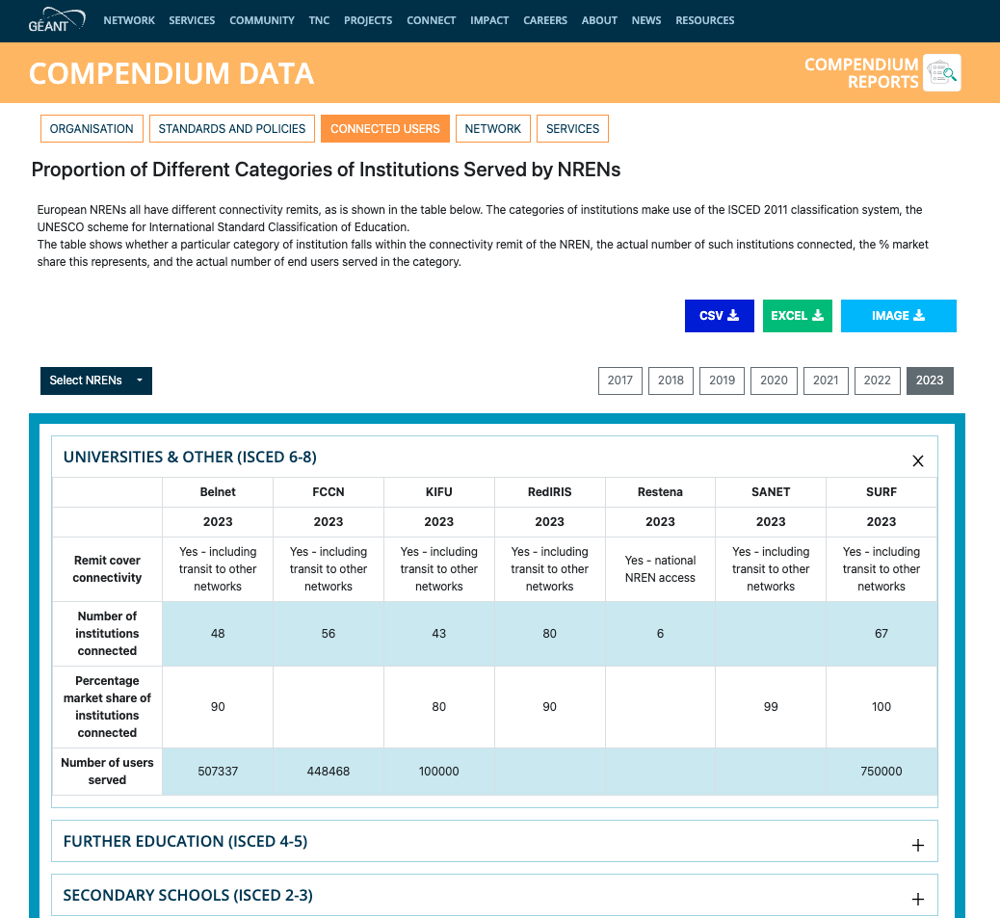 GÉANT NETWORK SERVICES COMMUNITY TNC PROJECTS CONNECT IMPACT CAREERS ABOUT NEWS RESOURCES
COMPENDIUM DATA
COMPENDIUM
REPORTS
ORGANISATION STANDARDS AND POLICIES CONNECTED USERS NETWORK SERVICES
Proportion of Different Categories of Institutions Served by NRENs
European NRENs all have different connectivity remits, as is shown in the table below. The categories of institutions make use of the ISCED 2011 classification system, the
UNESCO scheme for International Standard Classification of Education.
The table shows whether a particular category of institution falls within the connectivity remit of the NREN, the actual number of such institutions connected, the % market
share this represents, and the actual number of end users served in the category.
CSV EXCEL IMAGE
Select NRENs 2017 2018 2019 2020 2021 2022 2023
UNIVERSITIES & OTHER (ISCED 6-8)
Belnet FCCN KIFU RedIRIS Restena SANET SURF
2023 2023 2023 2023 2023 2023 2023
Remit cover
connectivity
Yes - including
transit to other
networks
Yes - including
transit to other
networks
Yes - including
transit to other
networks
Yes - including
transit to other
networks
Yes - national
NREN access
Yes - including
transit to other
networks
Yes - including
transit to other
networks
Number of
institutions
connected
48 56 43 80 6 67
Percentage
market share of
institutions
connected
90 80 90 99 100
Number of users
served
507337 448468 100000 750000
FURTHER EDUCATION (ISCED 4-5)
SECONDARY SCHOOLS (ISCED 2-3)